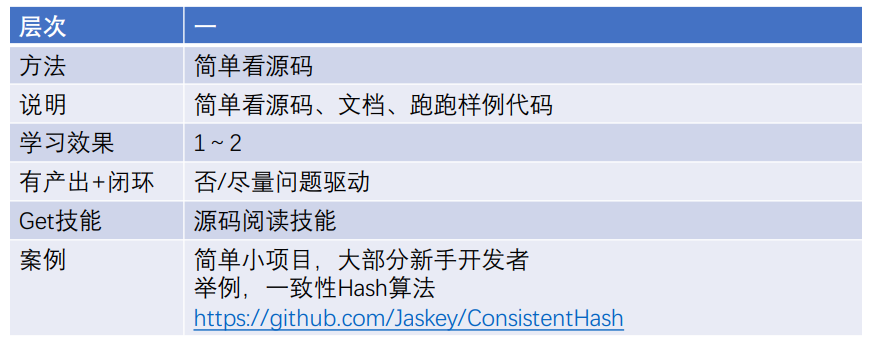 层次 一
方法 简单看源码
说明 简单看源码、文档、跑跑样例代码
学习效果 1~2
有产出+闭环 否/尽量问题驱动
Get技能 源码阅读技能
案例 简单小项目，大部分新手开发者
举例，一致性Hash算法
https://github.com/Jaskey/ConsistentHash